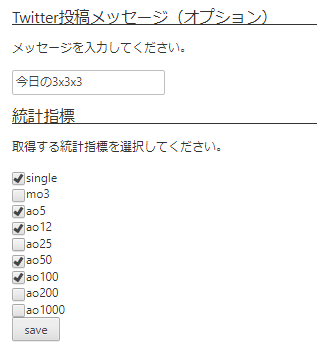 Twitter投稿メッセージ（オプション）
メッセージを入力してください。
今日の3x3x3
統計指標
取得する統計指標を選択してください。
single
mo3
ao5
ao12
ao25
ao50
ao100
ao200
ao1000
save